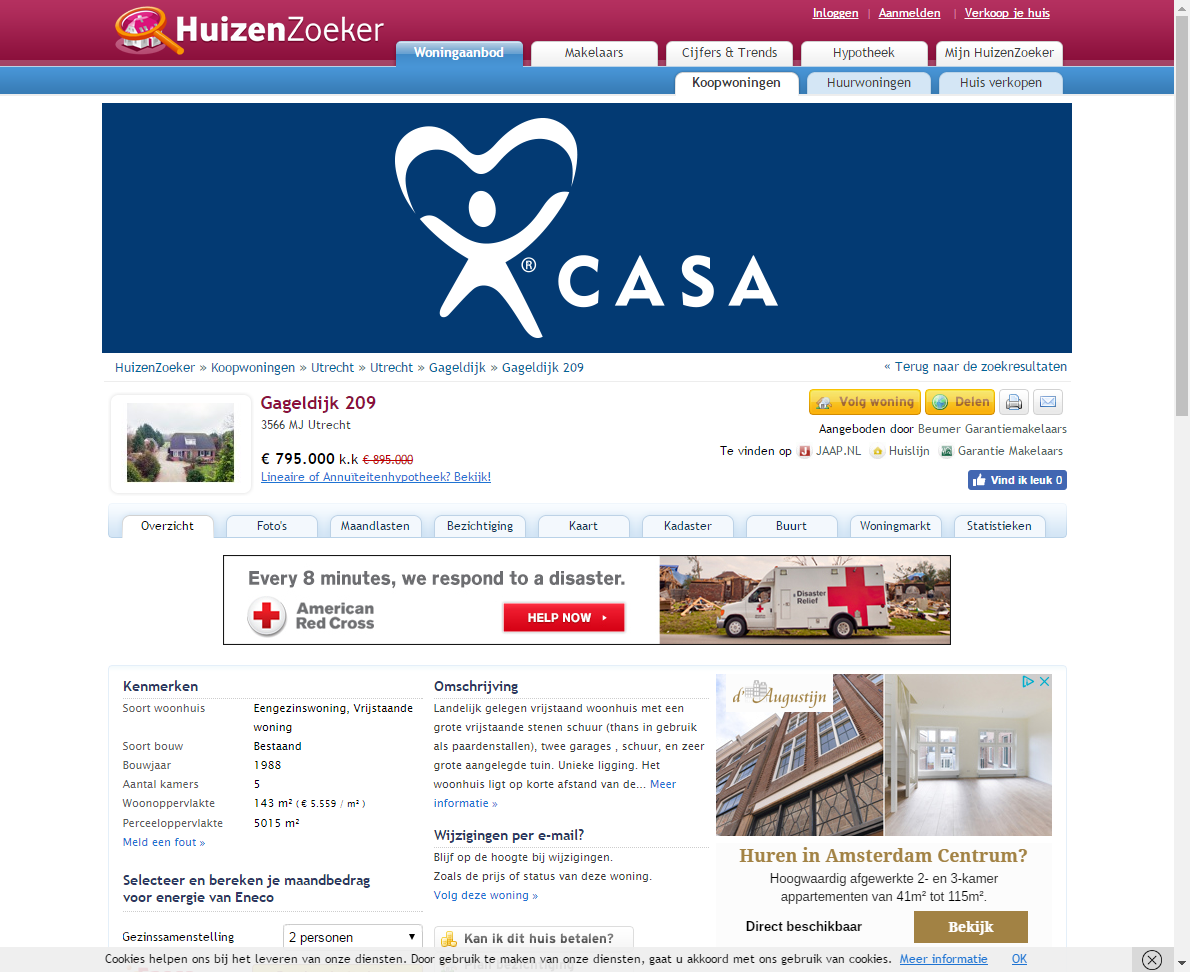 HuizenZoeker
Inloggen | Aanmelden | Verkoop je huis
Woningaanbod Makelaars Cijfers & Trends Hypotheek Mijn HuizenZoeker
Koopwoningen Huurwoningen Huis verkopen
® CASA
HuizenZoeker » Koopwoningen » Utrecht » Utrecht » Gageldijk » Gageldijk 209
« Terug naar de zoekresultaten
Gageldijk 209
3566 MJ Utrecht
€ 795.000 k.k € 895.000
Lineaire of Annuïteitenhypotheek? Bekijk!
Volg woning Delen
Aangeboden door Beumer Garantiemakelaars
Te vinden op JAAP.NL Huislijn Garantie Makelaars
Vind ik leuk 0
Overzicht Foto's Maandlasten Bezichtiging Kaart Kadaster Buurt Woningmarkt Statistieken
Every 8 minutes, we respond to a disaster.
American
Red Cross
HELP NOW
Disaster
Relief
Kenmerken
Soort woonhuis Eengezinswoning, Vrijstaande
woning
Soort bouw Bestaand
Bouwjaar 1988
Aantal kamers 5
Woonoppervlakte 143 m² ( € 5.559 / m² )
Perceeloppervlakte 5015 m²
Meld een fout »
Selecteer en bereken je maandbedrag
voor energie van Eneco
Gezinssamenstelling 2 personen
Omschrijving
Landelijk gelegen vrijstaand woonhuis met een
grote vrijstaande stenen schuur (thans in gebruik
als paardenstallen), twee garages , schuur, en zeer
grote aangelegde tuin. Unieke ligging. Het
woonhuis ligt op korte afstand van de... Meer
informatie »
Wijzigingen per e-mail?
Blijf op de hoogte bij wijzigingen.
Zoals de prijs of status van deze woning.
Volg deze woning »
Kan ik dit huis betalen?
d'Augustijn
Huren in Amsterdam Centrum?
Hoogwaardig afgewerkte 2- en 3-kamer
appartementen van 41m² tot 115m².
Direct beschikbaar Bekijk
Cookies helpen ons bij het leveren van onze diensten. Door gebruik te maken van onze diensten, gaat u akkoord met ons gebruik van cookies. Meer informatie OK